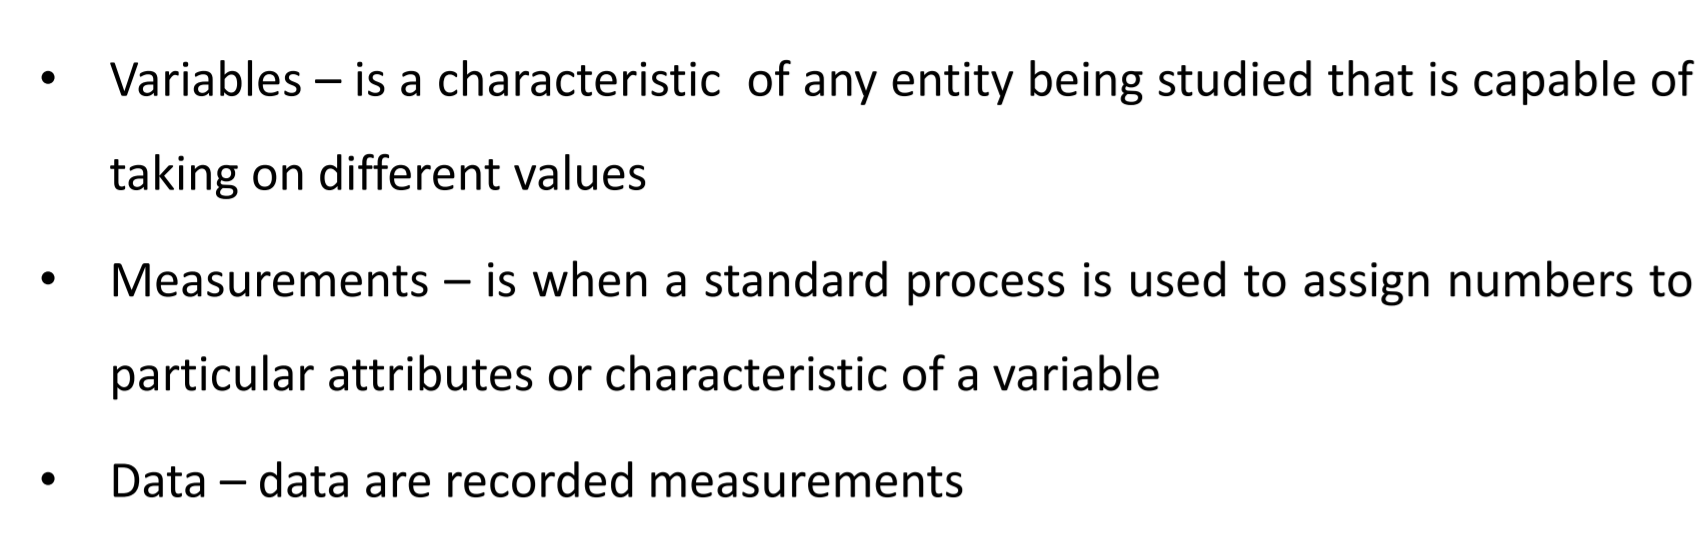 • Variables – is a characteristic  of any entity being studied that is capable of
taking on different values
• Measurements – is when a standard process is used to assign numbers to
particular attributes or characteristic of a variable
• Data – data are recorded measurements